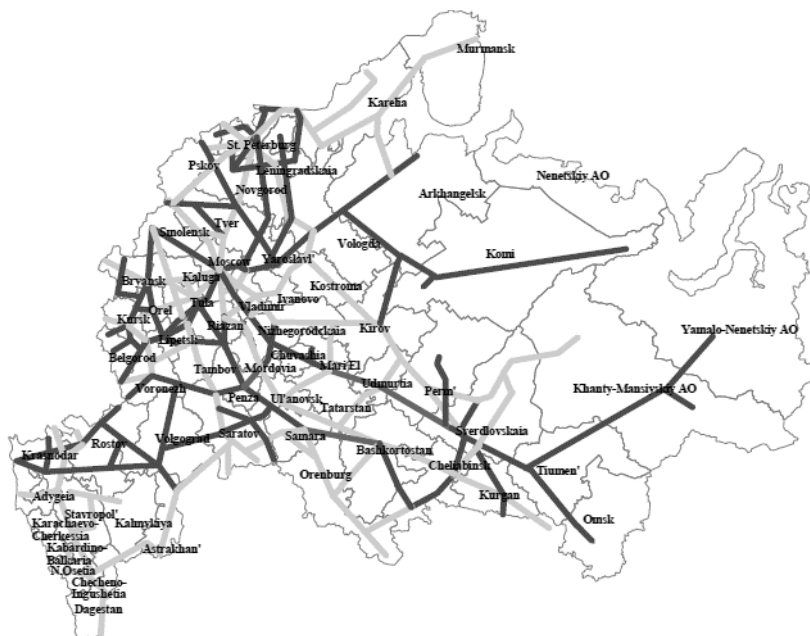 Murmansk
Karelia
St. Peterburg
Pskov
Leningradskaia
Nenetskiy AO
Novgorod
Arkhangelsk
Tver
Smolensk
Vologda
Komi
Moscow
Yaroslavl'
Bryansk
Kaluga
Kostroma
Ivanovo
Tula
Vladimir
Orel
Kursk
Riazan'
Nizhegorodckaia
Kirov
Yamalo-Nenetskiy AO
Lipetsk
Belgorod
Chuvashia
Mari El
Tambov
Mordovia
Udmurtia
Perm'
Khanty-Mansivskiy AO
Voronezh
Penza
Ul'anovsk
Tatarstan
Sverdlovskaia
Krasnodar
Rostov
Volgograd
Saratov
Samara
Bashkortostan
Cheliabinsk
Tiumen'
Orenburg
Kurgan
Adygeia
Stavropol'
Omsk
Karachaevo-
Cherkessia
Kalmykiya
Kabardino-
Balkaria
Astrakhan'
N.Osetia
Checheno-
Ingushetia
Dagestan